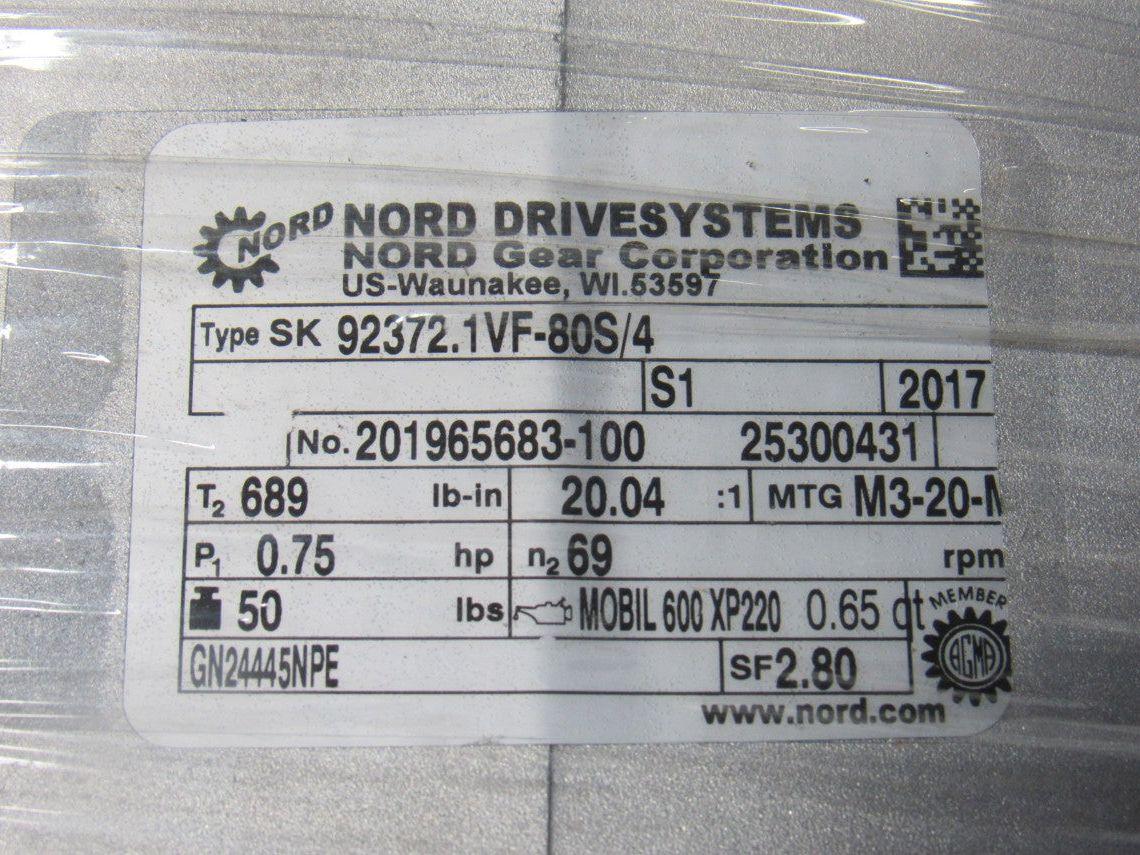 NORD
NORD DRIVESYSTEMS
NORD Gear Corporation
US-Waunakee, WI.53597
Type SK 92372.1VF-80S/4
S1 2017
No. 201965683-100 25300431
T2 689 lb-in 20.04 :1 MTG M3-20-
P1 0.75 hp n2 69 rpm
50 lbs MOBIL 600 XP220 0.65 qt
MEMBER
AGMA
GN24445NPE SF 2.80
www.nord.com